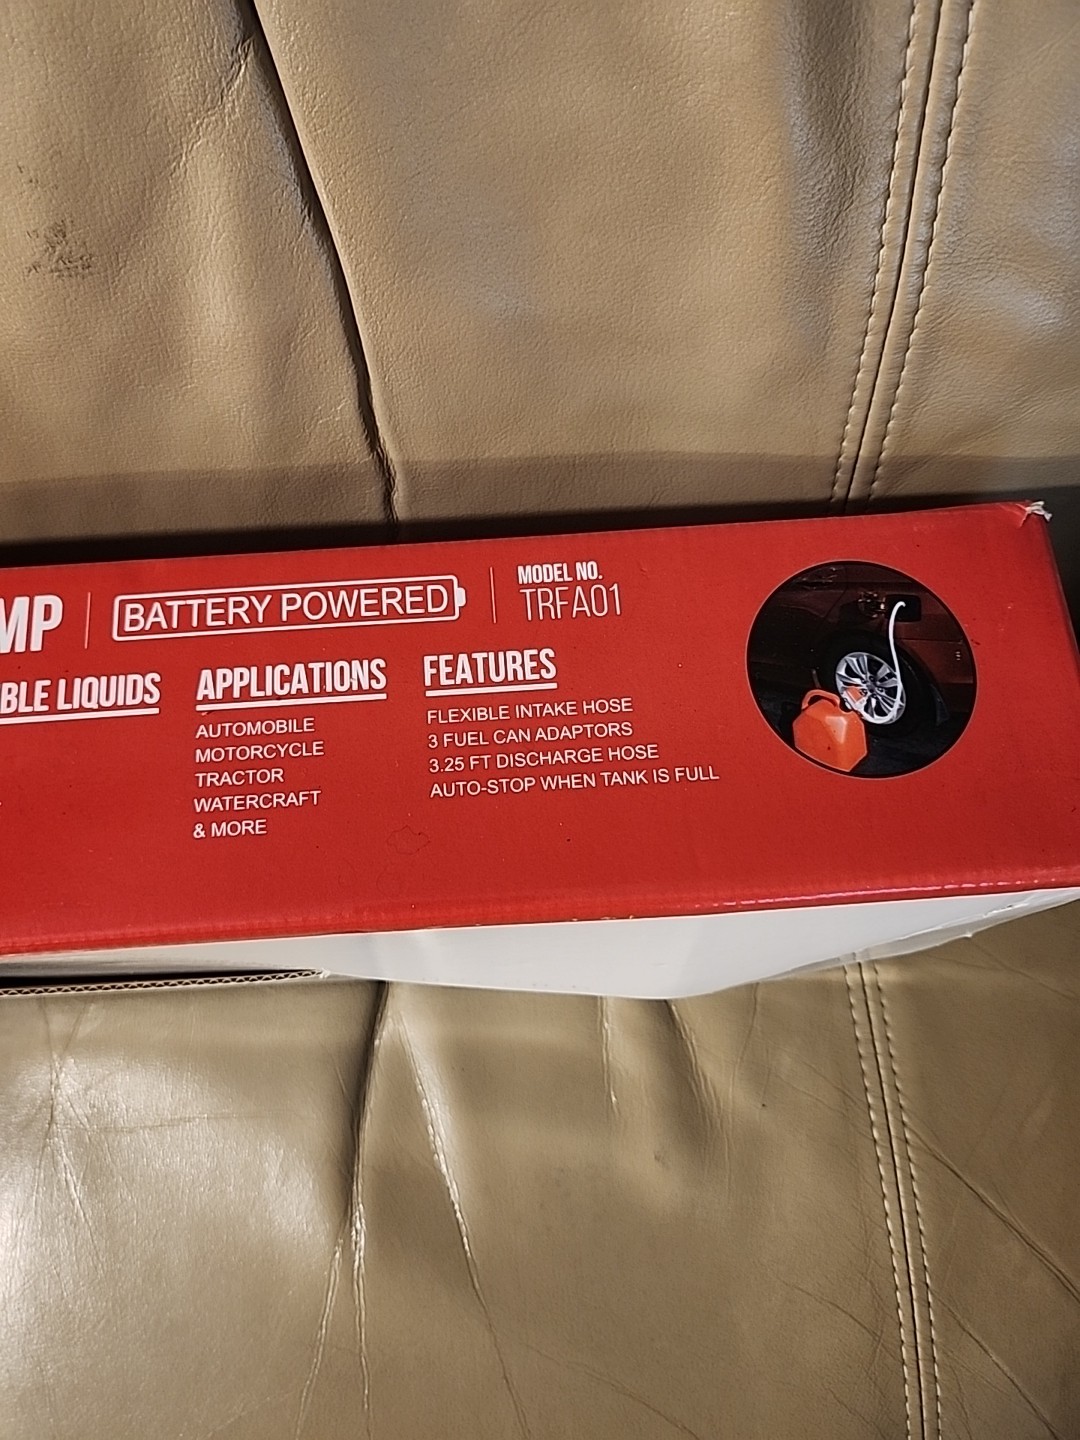 MP
BATTERY POWERED
MODEL NO.
TRFA01
BLE LIQUIDS
APPLICATIONS
AUTOMOBILE
MOTORCYCLE
TRACTOR
WATERCRAFT
& MORE
FEATURES
FLEXIBLE INTAKE HOSE
3 FUEL CAN ADAPTORS
3.25 FT DISCHARGE HOSE
AUTO-STOP WHEN TANK IS FULL